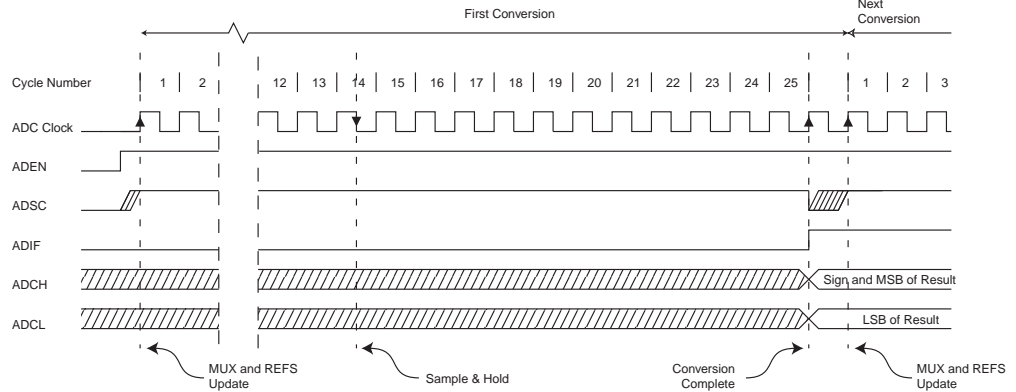 Next
Conversion
First Conversion
Cycle Number 1 2 12 13 14 15 16 17 18 19 20 21 22 23 24 25 1 2 3
ADC Clock
ADEN
ADSC
ADIF
ADCH Sign and MSB of Result
ADCL LSB of Result
MUX and REFS
Update
Sample & Hold
Conversion
Complete
MUX and REFS
Update